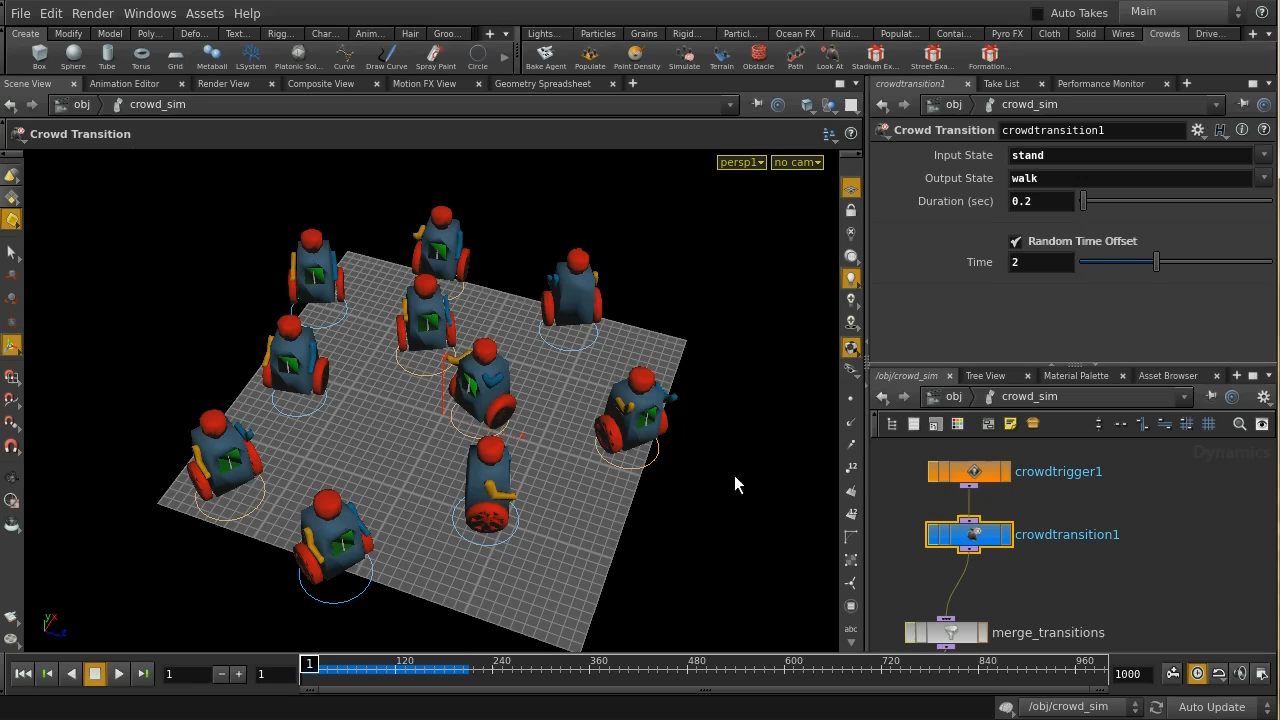 File Edit Render Windows Assets Help Auto Takes Main
Create Modify Model Poly... Defo... Text... Rigg... Char... Anim... Hair Groo... Lights... Particles Grains Rigid... Particl... Ocean FX Fluid... Populat... Contai... Pyro FX Cloth Solid Wires Crowds Drive...
Box Sphere Tube Torus Grid Metaball LSystem Platonic Sol... Curve Draw Curve Spray Paint Circle Bake Agent Populate Paint Density Simulate Terrain Obstacle Path Look At Stadium Ex... Street Exa... Formation...
Scene View Animation Editor Render View Composite View Motion FX View Geometry Spreadsheet crowdtransition1 Take List Performance Monitor
obj crowd_sim obj crowd_sim
Crowd Transition Crowd Transition crowdtransition1
persp1 no cam
Input State stand
Output State walk
Duration (sec) 0.2
Random Time Offset
Time 2
/obj/crowd_sim Tree View Material Palette Asset Browser
obj crowd_sim
Dynamics
crowdtrigger1
crowdtransition1
merge_transitions
12
12
abc
y x
z
1 1 1 120 240 360 480 600 720 840 960 1000
/obj/crowd_sim Auto Update